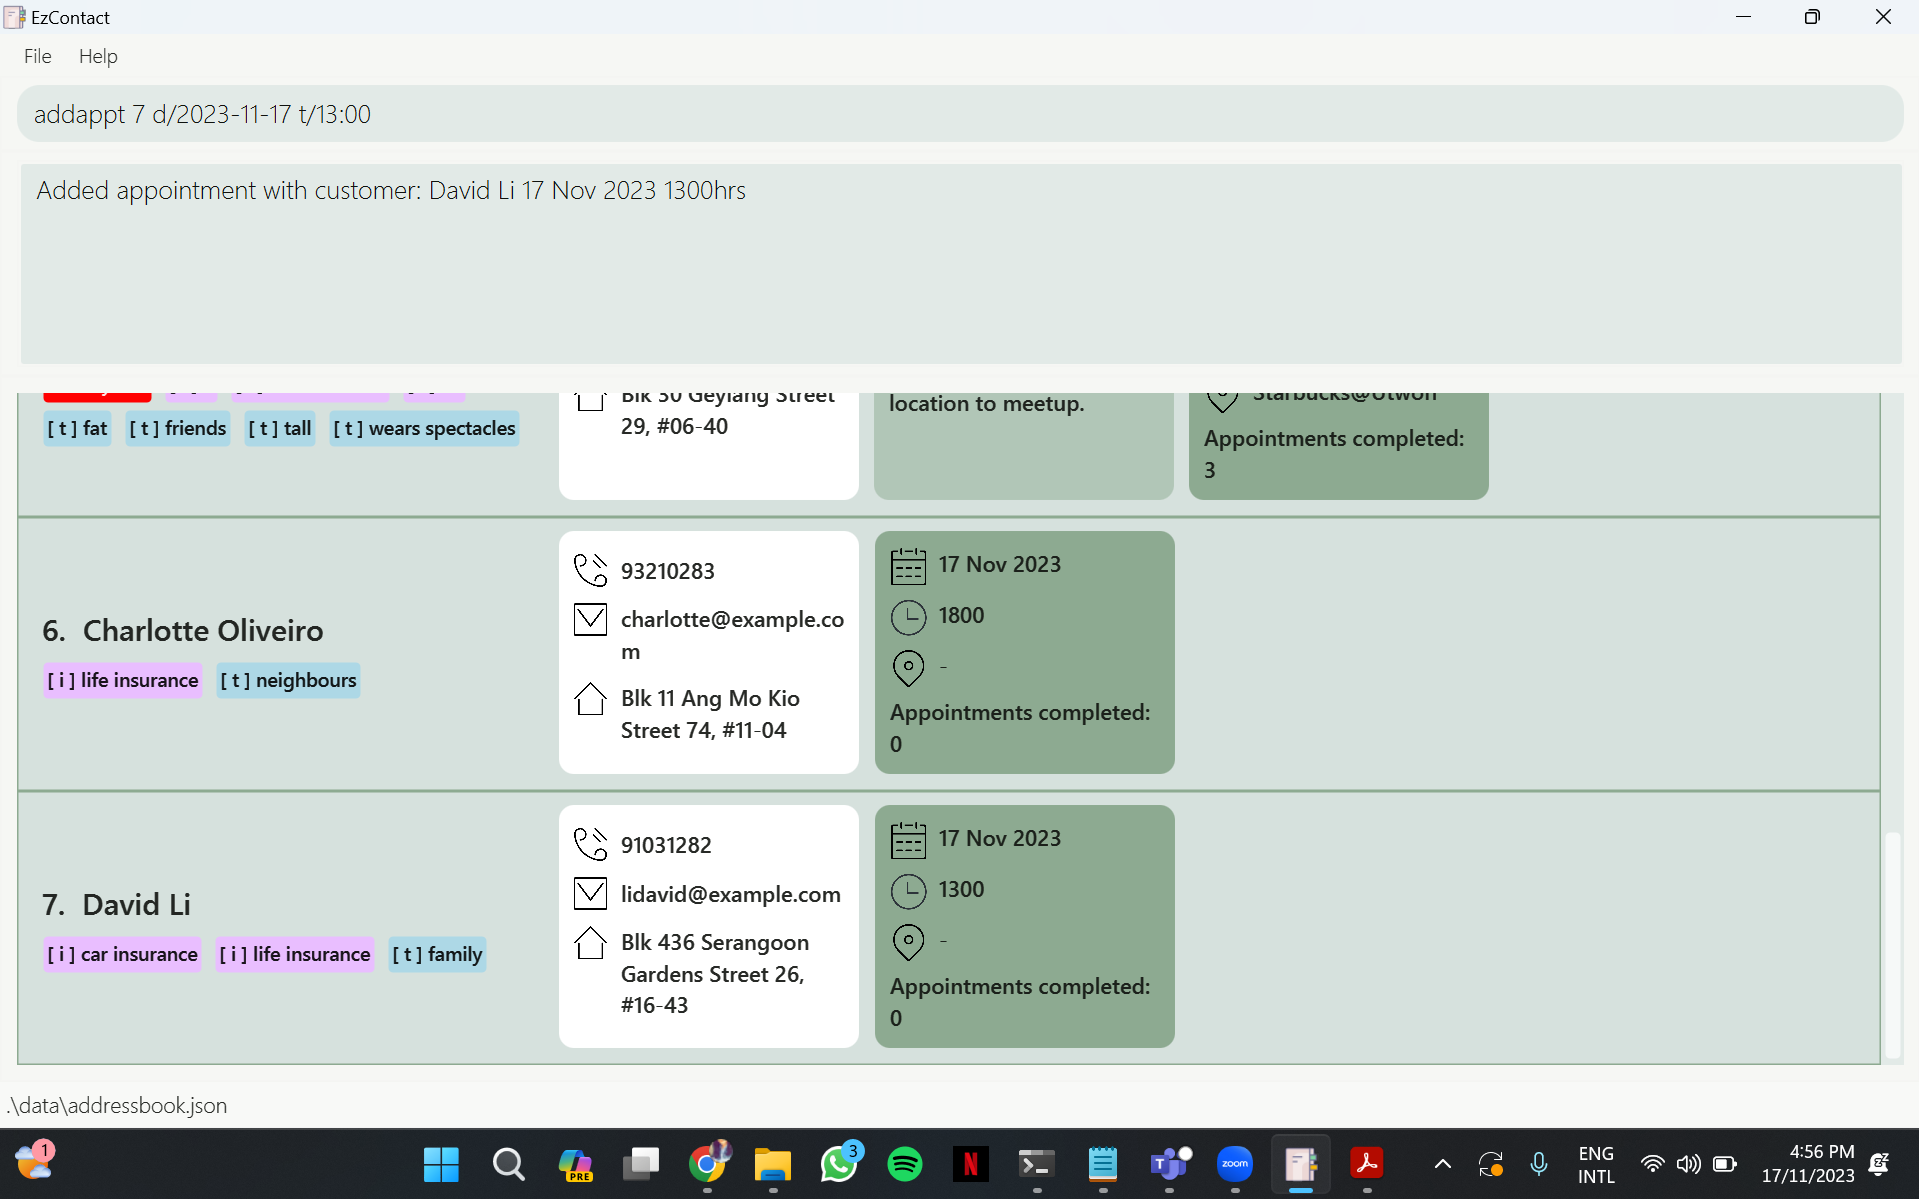 EzContact
File Help
addappt 7 d/2023-11-17 t/13:00
Added appointment with customer: David Li 17 Nov 2023 1300hrs
[ t ] fat [ t ] friends [ t ] tall [ t ] wears spectacles
Blk 30 Geylang Street
29, #06-40
location to meetup.
Starbucks@Utwon
Appointments completed:
3
6. Charlotte Oliveiro
[ i ] life insurance [ t ] neighbours
93210283
charlotte@example.co
m
Blk 11 Ang Mo Kio
Street 74, #11-04
17 Nov 2023
1800
-
Appointments completed:
0
7. David Li
[ i ] car insurance [ i ] life insurance [ t ] family
91031282
lidavid@example.com
Blk 436 Serangoon
Gardens Street 26,
#16-43
17 Nov 2023
1300
-
Appointments completed:
0
.\data\addressbook.json
1
PRE
3
N
T
zoom
ENG
INTL
4:56 PM
17/11/2023